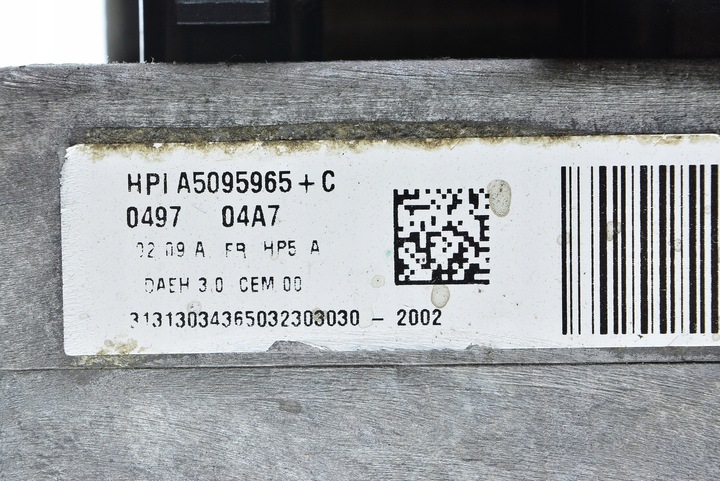 HPI A5095965 + C
0497 04A7
02 09 A FR HP5 A
DAEH 3.0 CEM 00
31313034365032303030 - 2002